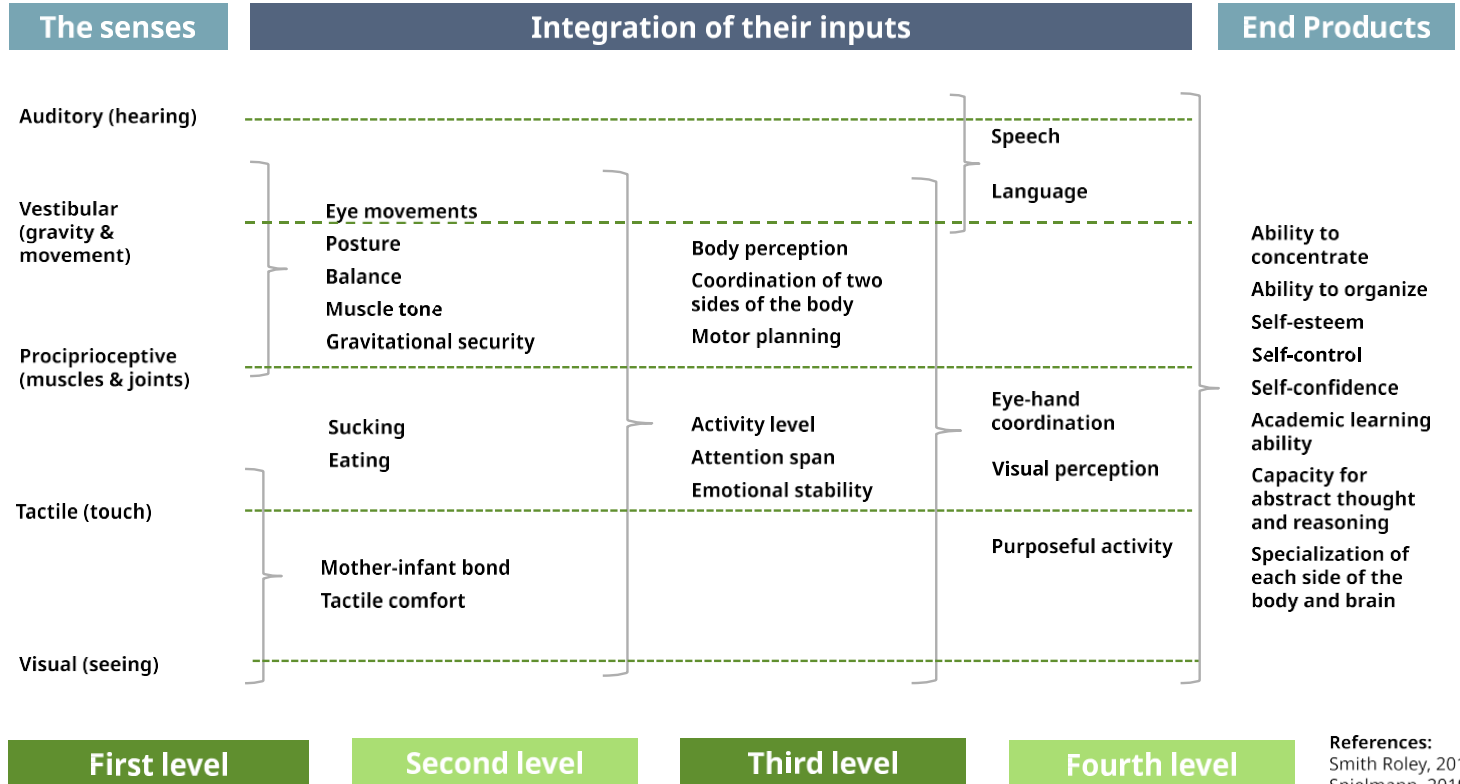 The senses
Integration of their inputs
End Products
Auditory (hearing)
Vestibular
(gravity &
movement)
Prociprioceptive
(muscles & joints)
Tactile (touch)
Visual (seeing)
Eye movements
Posture
Balance
Muscle tone
Gravitational security
Sucking
Eating
Mother-infant bond
Tactile comfort
Body perception
Coordination of two
sides of the body
Motor planning
Activity level
Attention span
Emotional stability
Speech
Language
Eye-hand
coordination
Visual perception
Purposeful activity
Ability to
concentrate
Ability to organize
Self-esteem
Self-control
Self-confidence
Academic learning
ability
Capacity for
abstract thought
and reasoning
Specialization of
each side of the
body and brain
First level
Second level
Third level
Fourth level
References:
Smith Roley,